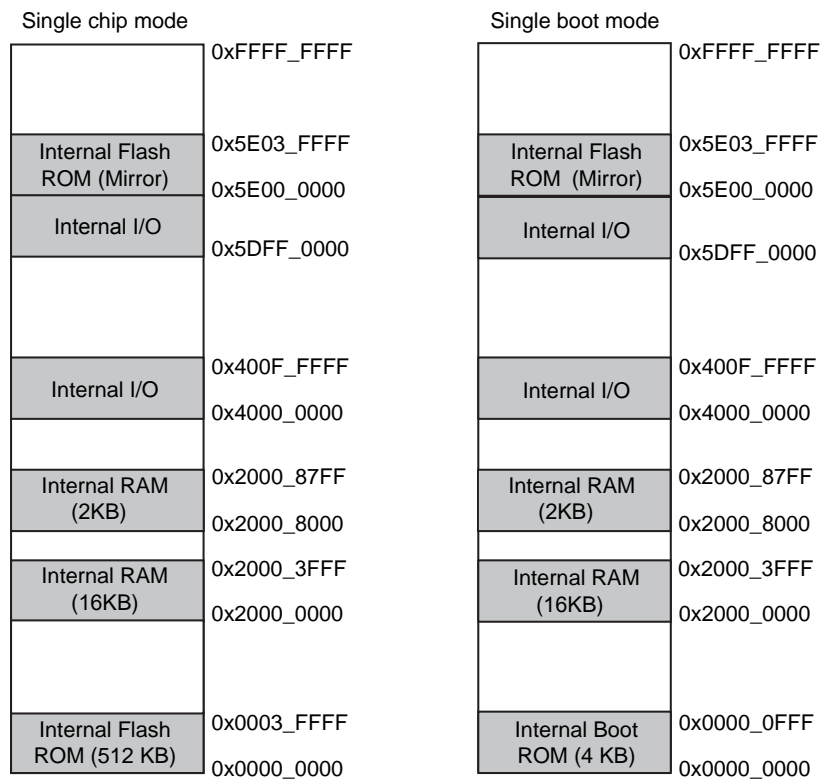 Single chip mode
0xFFFF_FFFF
Internal Flash
ROM (Mirror)
0x5E03_FFFF
0x5E00_0000
Internal I/O
0x5DFF_0000
Internal I/O
0x400F_FFFF
0x4000_0000
Internal RAM
(2KB)
0x2000_87FF
0x2000_8000
Internal RAM
(16KB)
0x2000_3FFF
0x2000_0000
Internal Flash
ROM (512 KB)
0x0003_FFFF
0x0000_0000
Single boot mode
0xFFFF_FFFF
Internal Flash
ROM (Mirror)
0x5E03_FFFF
0x5E00_0000
Internal I/O
0x5DFF_0000
Internal I/O
0x400F_FFFF
0x4000_0000
Internal RAM
(2KB)
0x2000_87FF
0x2000_8000
Internal RAM
(16KB)
0x2000_3FFF
0x2000_0000
Internal Boot
ROM (4 KB)
0x0000_0FFF
0x0000_0000